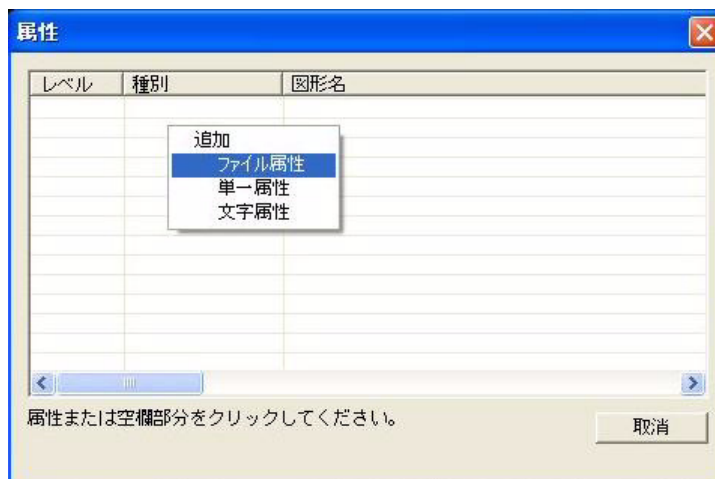 属性
レベル 種別 図形名
追加
ファイル属性
単一属性
文字属性
属性または空欄部分をクリックしてください。
取消